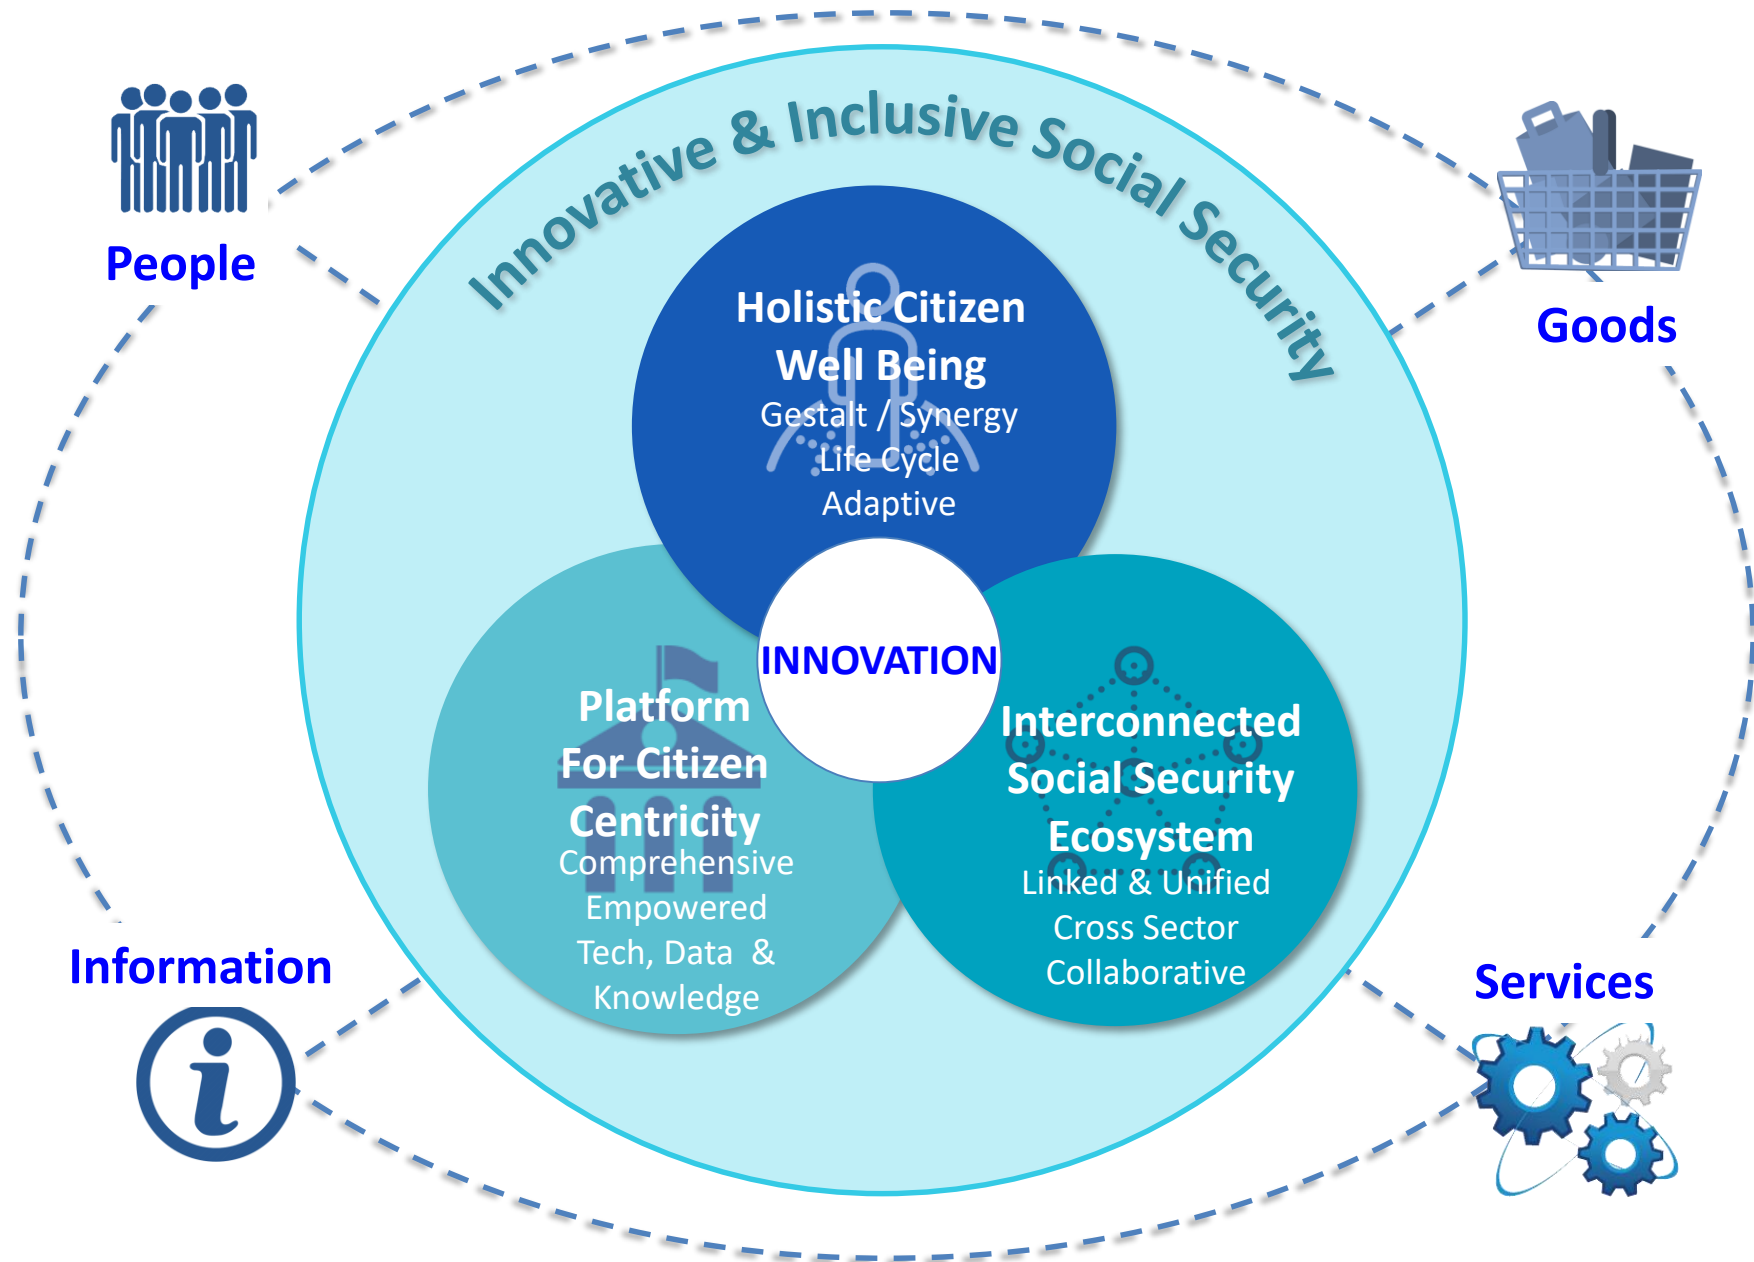 Innovative & Inclusive Social Security
People
Goods
Holistic Citizen
Well Being
Gestalt / Synergy
Life Cycle
Adaptive
INNOVATION
Platform
For Citizen
Centricity
Comprehensive
Empowered
Tech, Data &
Knowledge
Interconnected
Social Security
Ecosystem
Linked & Unified
Cross Sector
Collaborative
Information
Services